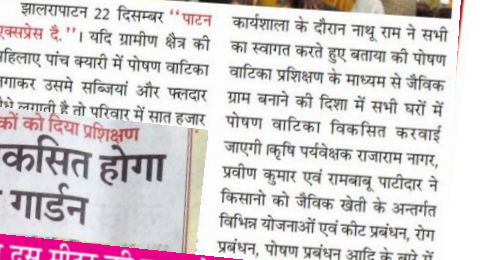 झालरापाटन 22 दिसम्बर ‘‘पाटन
एक्सप्रेस दै.’’। यदि ग्रामीण क्षैत्र की
महिलाए पांच क्यारी में पोषण वाटिका
लगाकर उसमे सब्जियां और फ्लदार
पौधे लगाती है तो परिवार में सात हजार
कों को दिया प्रशिक्षण
कसित होगा
गार्डन
कार्यशाला के दौरान नाथू राम ने सभी
का स्वागत करते हुए बताया की पोषण
वाटिका प्रशिक्षण के माध्यम से जैविक
ग्राम बनाने की दिशा में सभी घरों में
पोषण वाटिका विकसित करवाई
जाएगी।कृषि पर्यवेक्षक राजाराम नागर,
प्रवीण कुमार एवं रामबाबू पाटीदार ने
किसानो को जैविक खेती के अन्तर्गत
विभिन्न योजनाओं एवं कीट प्रबंधन, रोग
प्रबंधन, पोषण प्रबंधन आदि के बारे में